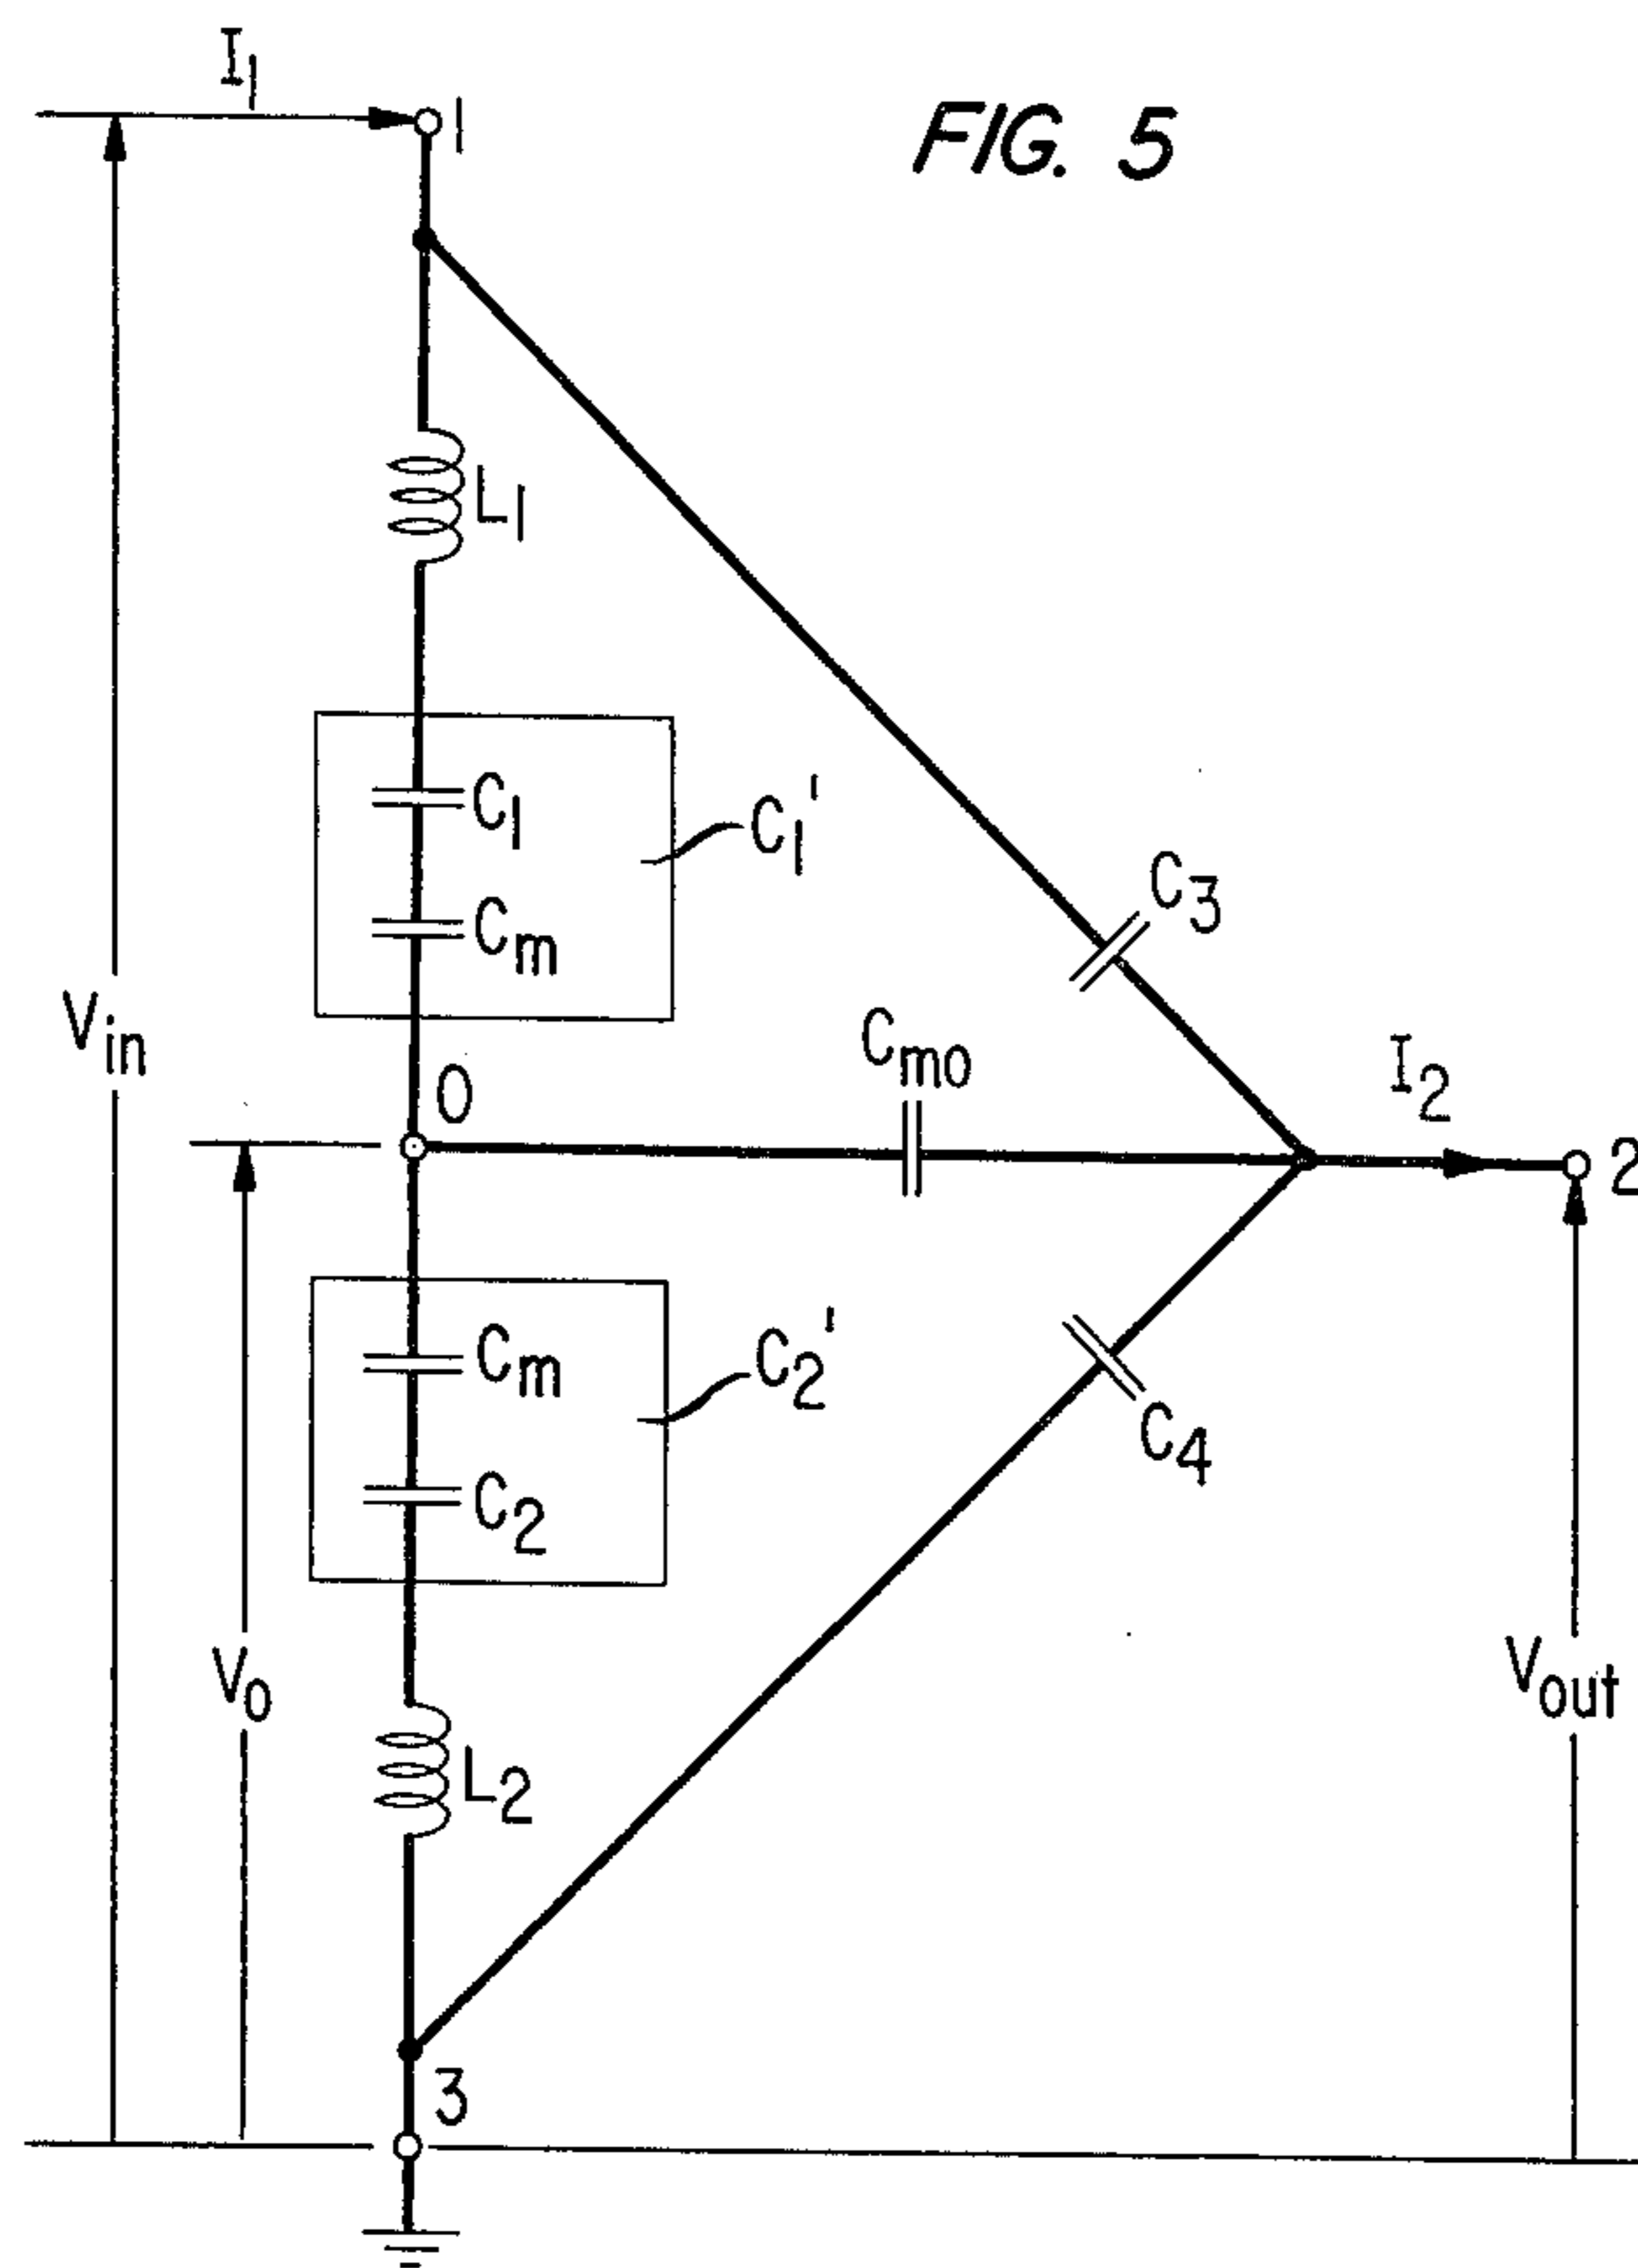 I₁
1
FIG. 5
L₁
C₁
C₁'
Cₘ
C₃
Vin
Cmo
I₂
0
2
Cₘ
C₂'
C₄
C₂
V₀
Vout
L₂
3